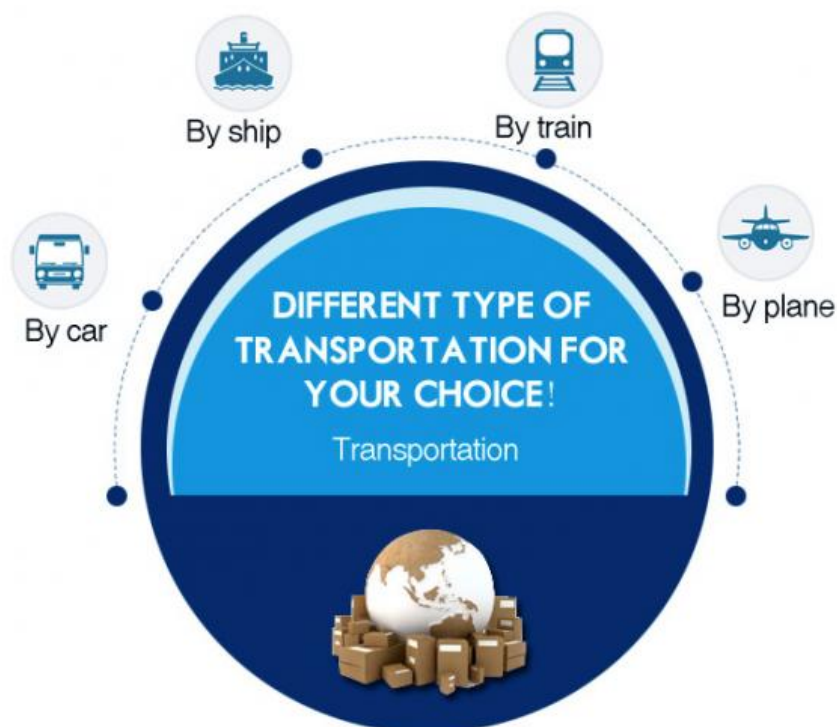 By ship
By train
By car
By plane
DIFFERENT TYPE OF
TRANSPORTATION FOR
YOUR CHOICE!
Transportation